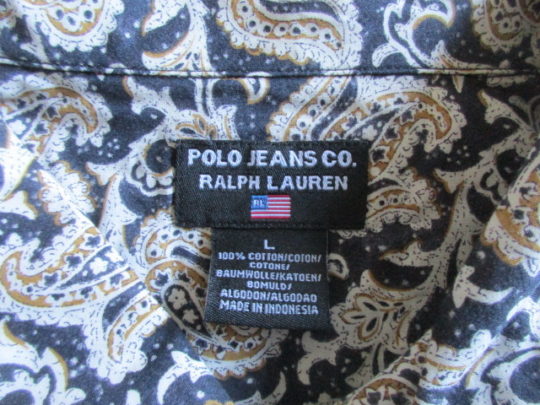 POLO JEANS CO.
RALPH LAUREN
RL
L
100% COTTON/COTON/
COTONE/
BAUMWOLLE/KATOEN/
BOMULD/
ALGODON/ALGODAO
MADE IN INDONESIA